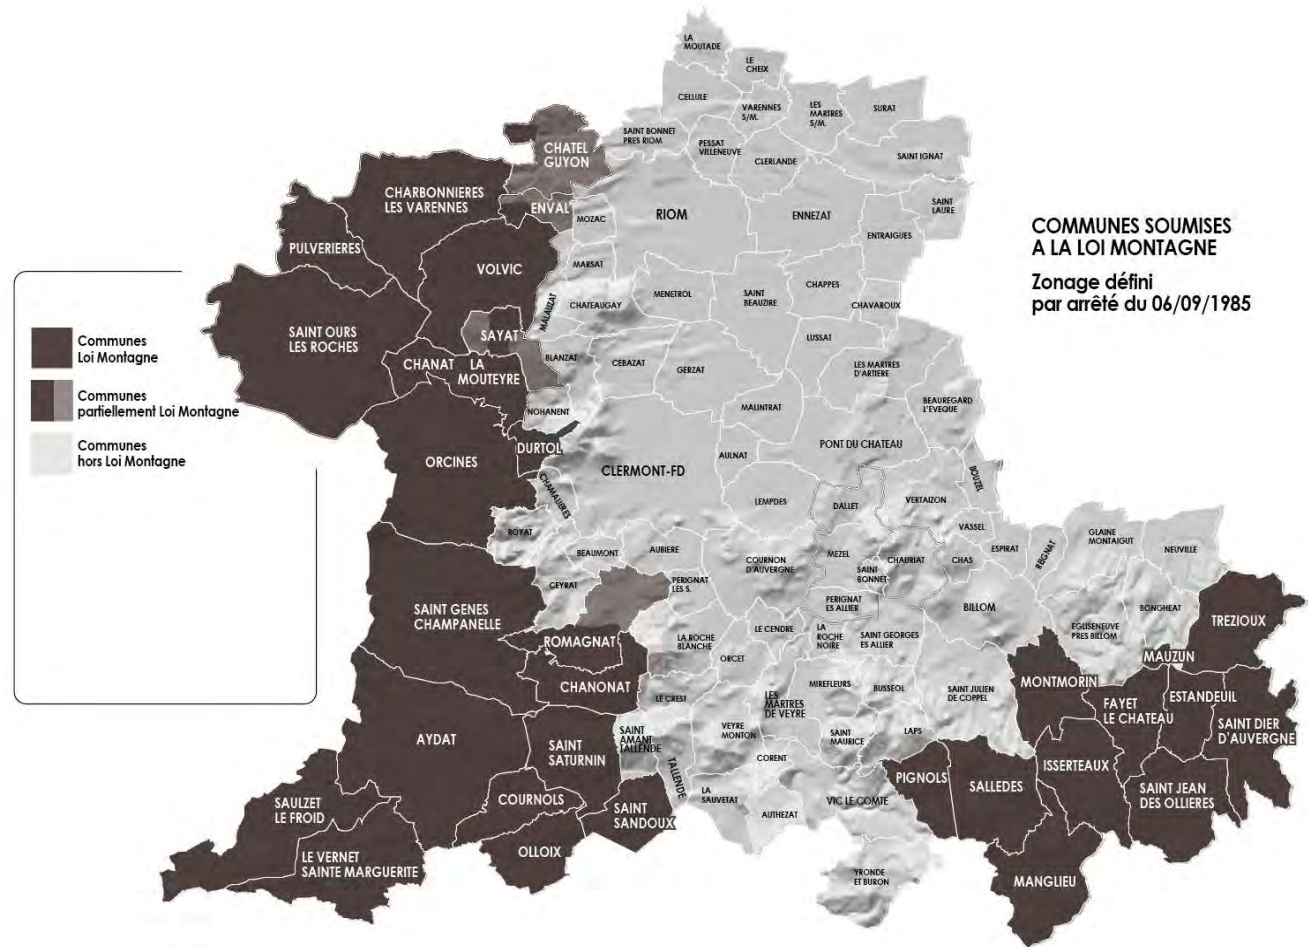 LA
MOUTADE
LE
CHEIX
CELLULE
VARENNES
S/M.
LES
MARTRES
S/M.
SURAT
SAINT BONNET
PRES RIOM
PESSAT
VILLENEUVE
CLERLANDE
SAINT IGNAT
CHATEL
GUYON
CHARBONNIERES
LES VARENNES
ENVAL
MOZAC
RIOM
ENNEZAT
SAINT
LAURE
ENTRAIGUES
COMMUNES SOUMISES
A LA LOI MONTAGNE
Zonage défini
par arrêté du 06/09/1985
PULVERIERES
VOLVIC
MARSAT
MALAUZAT
CHATEAUGAY
MENETROL
SAINT
BEAUZIRE
CHAPPES
CHAVAROUX
Communes
Loi Montagne
Communes
partiellement Loi Montagne
Communes
hors Loi Montagne
SAINT OURS
LES ROCHES
SAYAT
CHANAT
LA
MOUTEYRE
BLANZAT
CEBAZAT
GERZAT
LUSSAT
LES MARTRES
D'ARTIERE
MALINTRAT
BEAUREGARD
L'EVEQUE
NOHANENT
DURTOL
ORCINES
CLERMONT-FD
AULNAT
PONT DU CHATEAU
BOUZEL
CHAMALIERES
LEMPDES
DALLET
VERTAIZON
VASSEL
ROYAT
BEAUMONT
AUBIERE
COURNON
D'AUVERGNE
MEZEL
SAINT
BONNET
CHAURIAT
CHAS
ESPIRAT
REIGNAT
GLAINE
MONTAIGUT
NEUVILLE
CEYRAT
PERIGNAT
LES S.
PERIGNAT
ES ALLIER
BILLOM
BONGHEAT
EGLISENEUVE
PRES BILLOM
TREZIOUX
SAINT GENES
CHAMPANELLE
ROMAGNAT
LA ROCHE
BLANCHE
LE CENDRE
LA
ROCHE
NOIRE
SAINT GEORGES
ES ALLIER
ORCET
MAUZUN
CHANONAT
LE CREST
LES
MARTRES
DE VEYRE
MIREFLEURS
BUSSEOL
SAINT JULIEN
DE COPPEL
MONTMORIN
FAYET
LE CHATEAU
ESTANDEUIL
SAINT DIER
D'AUVERGNE
AYDAT
SAINT
SATURNIN
SAINT
AMANT
TALLENDE
VEYRE
MONTON
SAINT
MAURICE
LAPS
TALLENDE
CORENT
ISSERTEAUX
PIGNOLS
SALLEDES
SAINT JEAN
DES OLLIERES
SAULZET
LE FROID
COURNOLS
SAINT
SANDOUX
LA
SAUVETAT
AUTHEZAT
VIC LE COMTE
OLLOIX
LE VERNET
SAINTE MARGUERITE
YRONDE
ET BURON
MANGLIEU